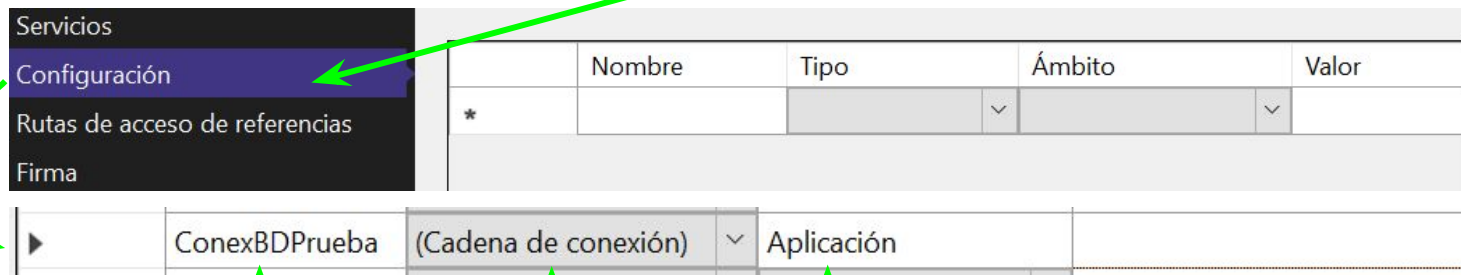 Servicios
Configuración
Rutas de acceso de referencias
Firma
Nombre Tipo Ámbito Valor
*
ConexBDPrueba (Cadena de conexión) Aplicación